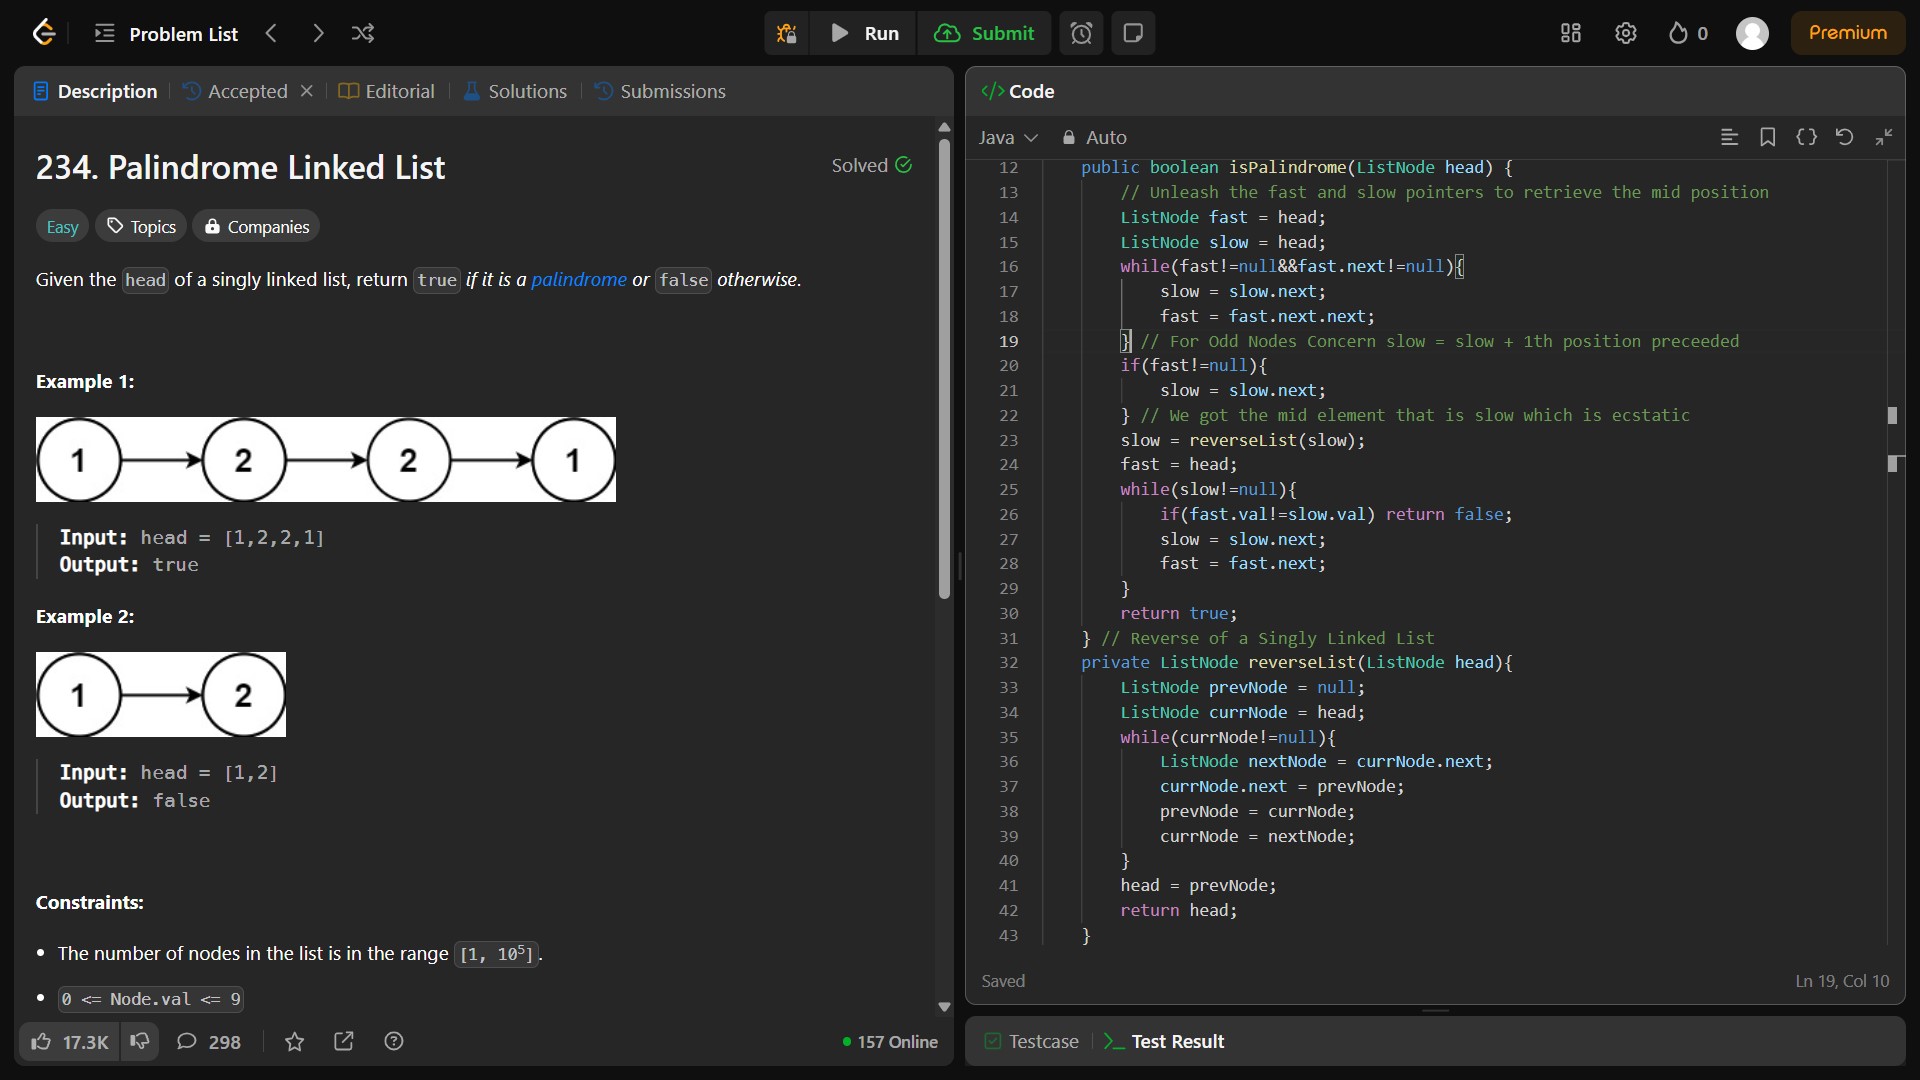 Problem List
Run
Submit
0
Premium
Description
Accepted
Editorial
Solutions
Submissions
234. Palindrome Linked List
Solved
Easy
Topics
Companies
Given the head of a singly linked list, return true if it is a palindrome or false otherwise.
Example 1:
1 2 2 1
Input: head = [1,2,2,1]
Output: true
Example 2:
1 2
Input: head = [1,2]
Output: false
Constraints:
• The number of nodes in the list is in the range [1, 10⁵].
• 0 <= Node.val <= 9
17.3K
298
157 Online
</> Code
Java
Auto
12 public boolean isPalindrome(ListNode head) {
13 // Unleash the fast and slow pointers to retrieve the mid position
14 ListNode fast = head;
15 ListNode slow = head;
16 while(fast!=null&&fast.next!=null){
17 slow = slow.next;
18 fast = fast.next.next;
19 } // For Odd Nodes Concern slow = slow + 1th position preceeded
20 if(fast!=null){
21 slow = slow.next;
22 } // We got the mid element that is slow which is ecstatic
23 slow = reverseList(slow);
24 fast = head;
25 while(slow!=null){
26 if(fast.val!=slow.val) return false;
27 slow = slow.next;
28 fast = fast.next;
29 }
30 return true;
31 } // Reverse of a Singly Linked List
32 private ListNode reverseList(ListNode head){
33 ListNode prevNode = null;
34 ListNode currNode = head;
35 while(currNode!=null){
36 ListNode nextNode = currNode.next;
37 currNode.next = prevNode;
38 prevNode = currNode;
39 currNode = nextNode;
40 }
41 head = prevNode;
42 return head;
43 }
Saved
Ln 19, Col 10
Testcase
Test Result